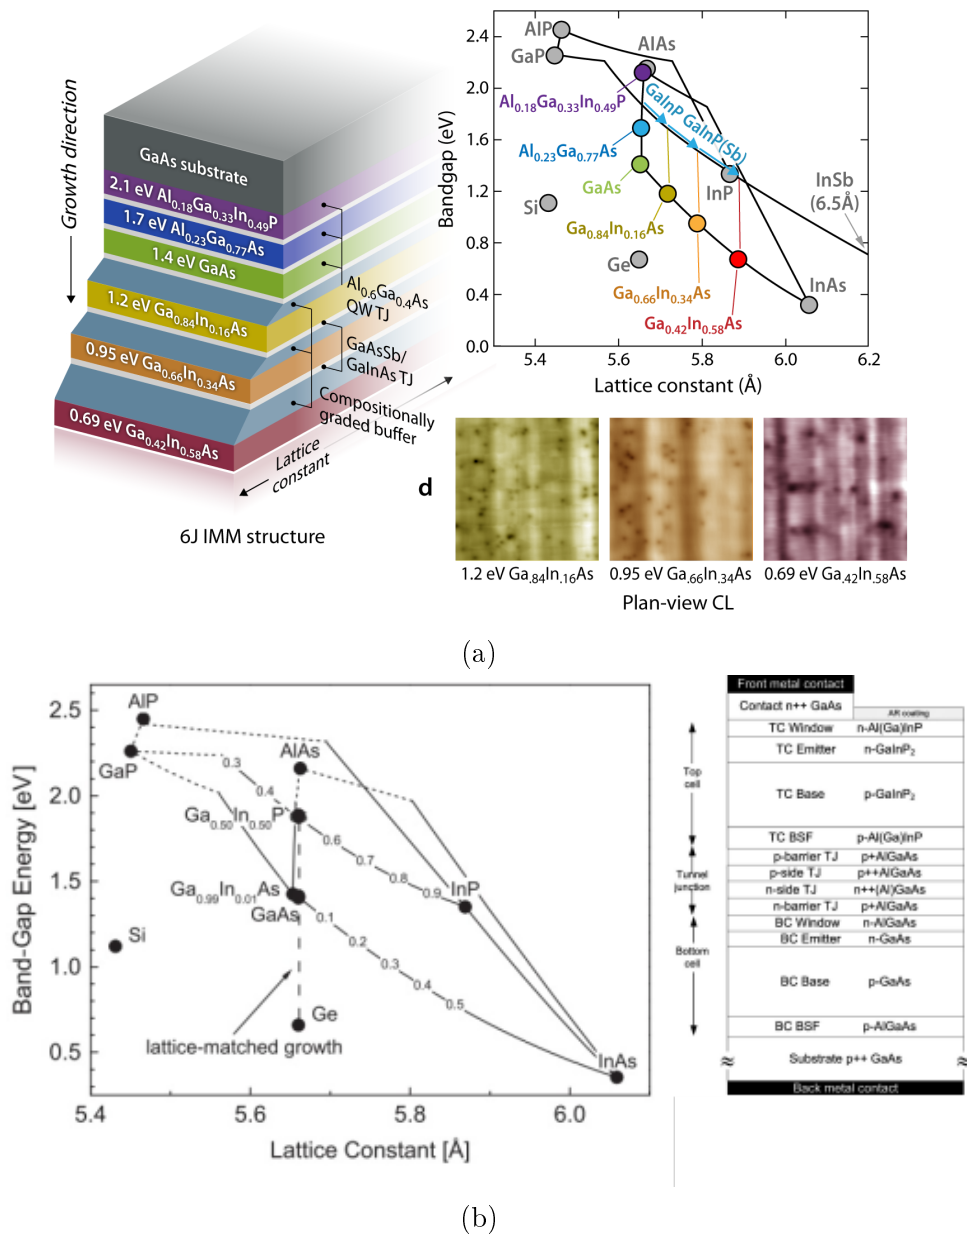 Growth direction
GaAs substrate
2.1 eV Al0.18Ga0.33In0.49P
1.7 eV Al0.23Ga0.77As
1.4 eV GaAs
1.2 eV Ga0.84In0.16As
0.95 eV Ga0.66In0.34As
0.69 eV Ga0.42In0.58As
Al0.6Ga0.4As
QW TJ
GaAsSb/
GaInAs TJ
Compositionally
graded buffer
Lattice
constant
6J IMM structure
Bandgap (eV)
2.4
2.0
1.6
1.2
0.8
0.4
0.0
AlP
GaP
AlAs
Al0.18Ga0.33In0.49P
GaInP
GaInP(Sb)
Al0.23Ga0.77As
GaAs
InP
InSb
(6.5Å)
Si
Ga0.84In0.16As
Ge
InAs
Ga0.66In0.34As
Ga0.42In0.58As
5.4 5.6 5.8 6.0 6.2
Lattice constant (Å)
d
1.2 eV Ga.84In.16As 0.95 eV Ga.66In.34As 0.69 eV Ga.42In.58As
Plan-view CL
(a)
Band-Gap Energy [eV]
2.5
2.0
1.5
1.0
0.5
AlP
GaP
AlAs
0.3
0.4
Ga0.50In0.50P
0.6
0.7
0.8
0.9
InP
Ga0.99In0.01As
GaAs
0.1
0.2
0.3
0.4
0.5
Si
Ge
lattice-matched growth
InAs
5.4 5.6 5.8 6.0
Lattice Constant [Å]
Front metal contact
Contact n++ GaAs
AR coating
TC Window n-Al(Ga)InP
TC Emitter n-GaInP2
Top
cell
TC Base p-GaInP2
TC BSF p-Al(Ga)InP
p-barrier TJ p+AlGaAs
Tunnel
junction
p-side TJ p++AlGaAs
n-side TJ n++(Al)GaAs
n-barrier TJ p+AlGaAs
BC Window n-AlGaAs
BC Emitter n-GaAs
Bottom
cell
BC Base p-GaAs
BC BSF p-AlGaAs
Substrate p++ GaAs
Back metal contact
(b)